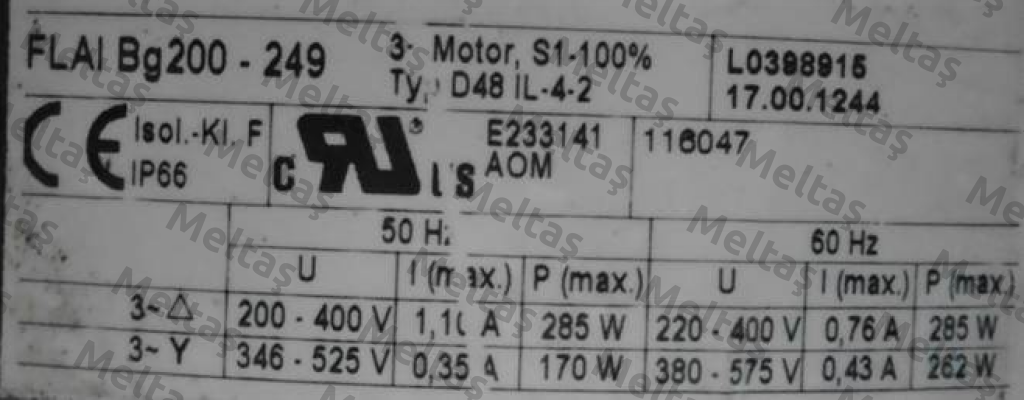 FLAI Bg200 - 249
3~ Motor, S1-100%
Ty. D48 IL-4-2
17.00.1244
CE Isol.-Kl. F
IP66
C RU ® US
E233141
AOM
116047
50 Hz
60 Hz
U I (max.) P (max.) U I (max.) P (max.)
3~ △ 200 - 400 V 1,10 A 285 W 220 - 400 V 0,76 A 285 W
3~ Y 346 - 525 V 0,35 A 170 W 380 - 575 V 0,43 A 262 W
Meltaş